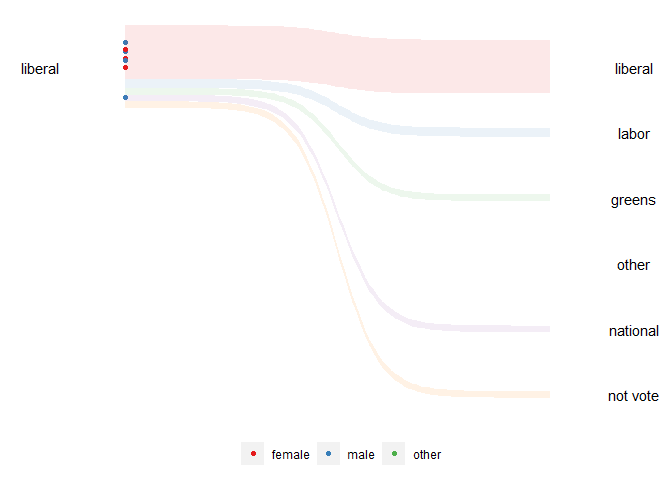 liberal
liberal
labor
greens
other
national
not vote
female male other